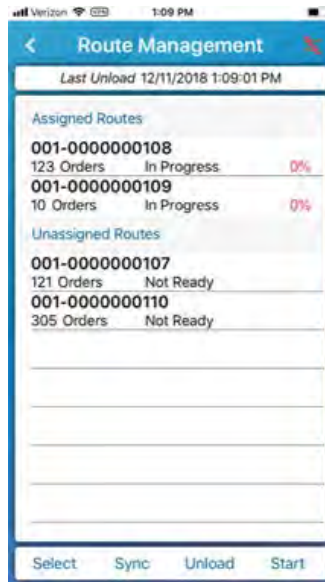 Verizon VPN 1:09 PM
Route Management
Last Unload 12/11/2018 1:09:01 PM
Assigned Routes
001-0000000108
123 Orders In Progress 0%
001-0000000109
10 Orders In Progress 0%
Unassigned Routes
001-0000000107
121 Orders Not Ready
001-0000000110
305 Orders Not Ready
Select Sync Unload Start